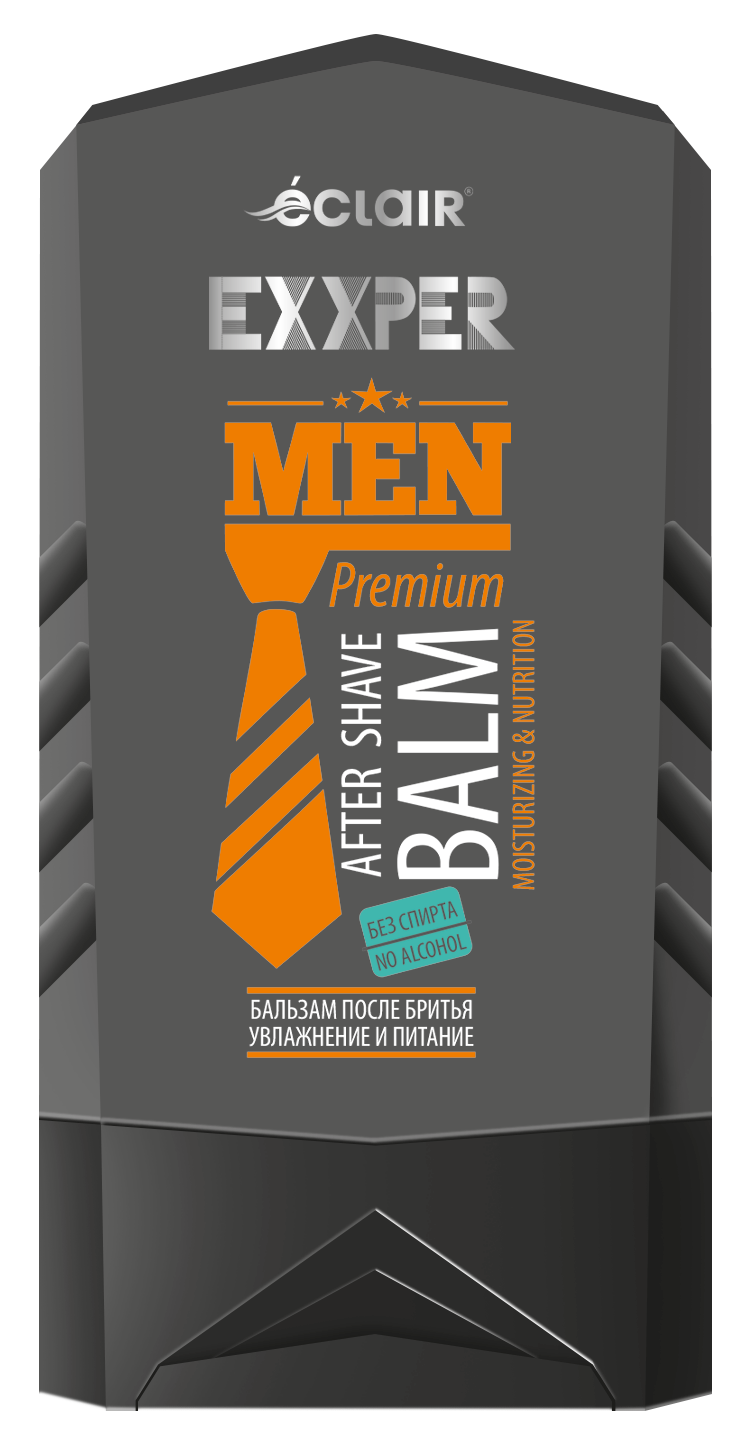 éclair®
EXXPER
MEN
Premium
AFTER SHAVE
BALM
MOISTURIZING & NUTRITION
БЕЗ СПИРТА
NO ALCOHOL
БАЛЬЗАМ ПОСЛЕ БРИТЬЯ
УВЛАЖНЕНИЕ И ПИТАНИЕ